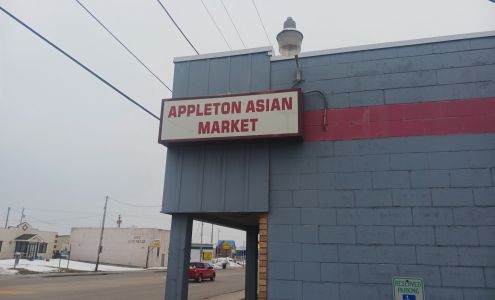 APPLETON ASIAN
MARKET
RESERVED
PARKING